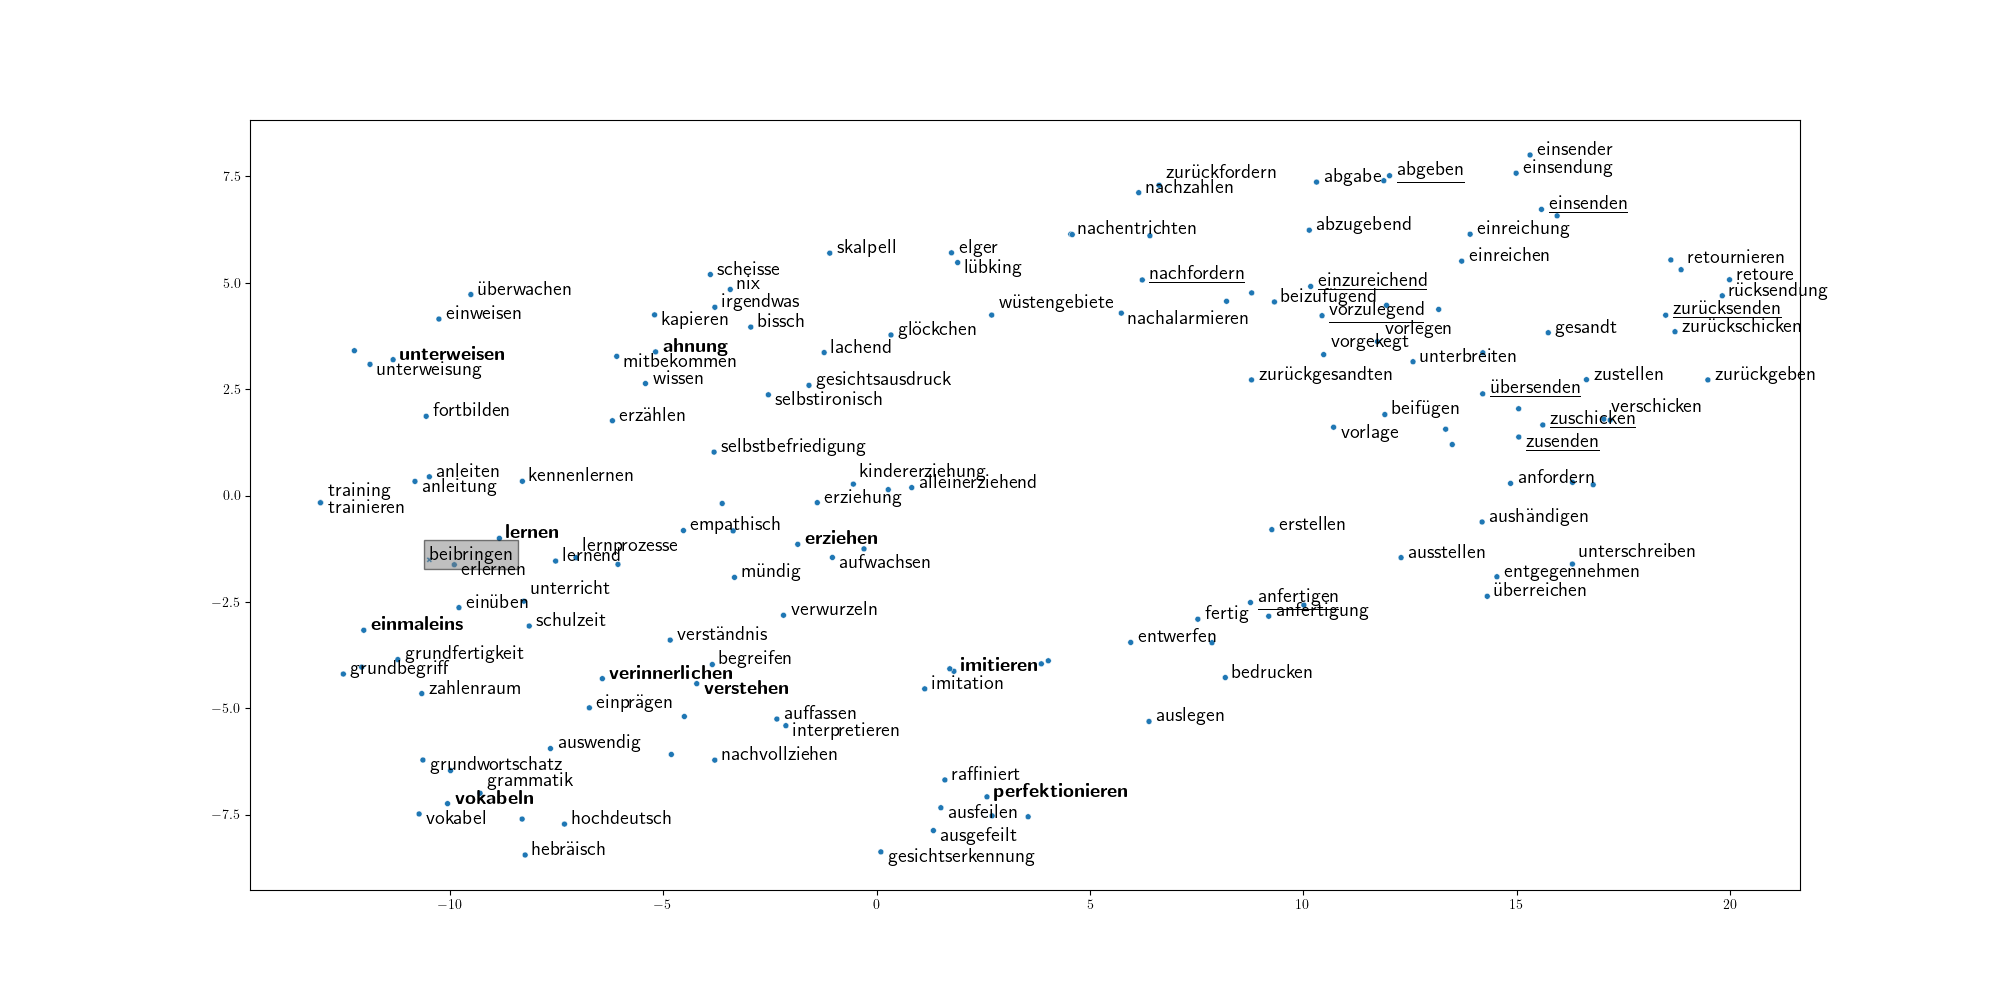 einsender
einsendung
zurückfordern
nachzahlen
abgabe
abgeben
einsenden
nachentrichten
abzugebend
einreichung
skalpell
elger
lübking
einreichen
retournieren
retoure
rücksendung
scheisse
nix
irgendwas
nachfordern
einzureichend
beizufügend
überwachen
einweisen
kapieren
bissch
glöckchen
wüstengebiete
nachalarmieren
vorzulegend
vorlegen
vorgekegt
gesandt
zurücksenden
zurückschicken
unterweisen
unterweisung
ahnung
mitbekommen
wissen
lachend
gesichtsausdruck
selbstironisch
zurückgesandten
unterbreiten
übersenden
zustellen
zurückgeben
fortbilden
erzählen
beifügen
vorlage
verschicken
zuschicken
zusenden
selbstbefriedigung
anleiten
anleitung
kennenlernen
kindererziehung
alleinerziehend
erziehung
anfordern
training
trainieren
empathisch
erstellen
aushändigen
lernen
beibringen
erlernen
lernprozesse
lernend
erziehen
aufwachsen
ausstellen
unterschreiben
entgegennehmen
überreichen
mündig
unterricht
einüben
schulzeit
verwurzeln
anfertigen
fertig
anfertigung
einmaleins
verständnis
entwerfen
grundfertigkeit
grundbegriff
zahlenraum
begreifen
verinnerlichen
verstehen
imitieren
imitation
bedrucken
einprägen
auffassen
interpretieren
auslegen
auswendig
nachvollziehen
grundwortschatz
grammatik
vokabeln
vokabel
hochdeutsch
hebräisch
raffiniert
perfektionieren
ausfeilen
ausgefeilt
gesichtserkennung
7.5
5.0
2.5
0.0
−2.5
−5.0
−7.5
−10 −5 0 5 10 15 20